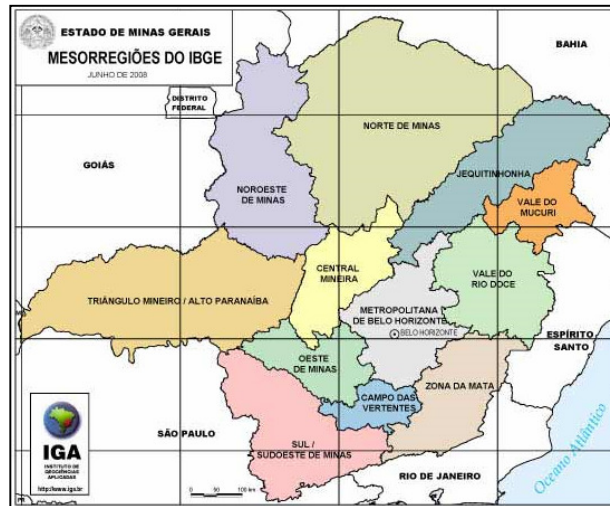 ESTADO DE MINAS GERAIS
MESORREGIÕES DO IBGE
JUNHO DE 2008
BAHIA
DISTRITO
FEDERAL
NORTE DE MINAS
GOIÁS
JEQUITINHONHA
NOROESTE
DE MINAS
VALE DO
MUCURI
CENTRAL
MINEIRA
VALE DO
RIO DOCE
TRIÂNGULO MINEIRO / ALTO PARANAÍBA
METROPOLITANA
DE BELO HORIZONTE
BELO HORIZONTE
ESPÍRITO
SANTO
OESTE
DE MINAS
ZONA DA MATA
CAMPO DAS
VERTENTES
SÃO PAULO
SUL /
SUDOESTE DE MINAS
IGA
INSTITUTO DE
GEOCIÊNCIAS
APLICADAS
http://www.iga.br
RIO DE JANEIRO
Oceano Atlântico
0 50 100 km